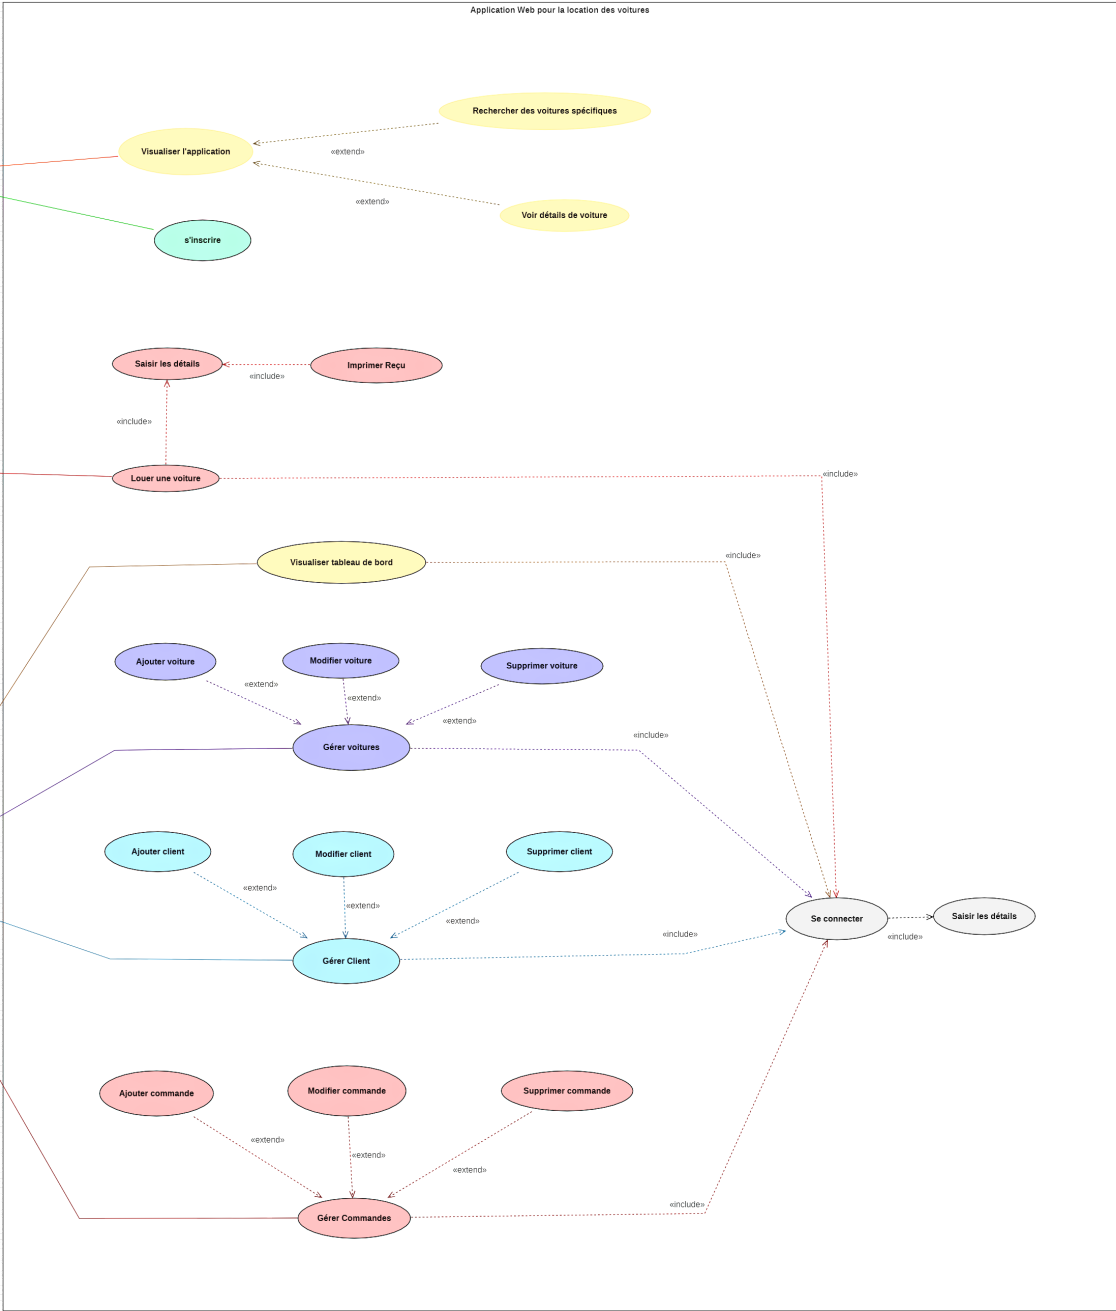 Application Web pour la location des voitures
Rechercher des voitures spécifiques
Visualiser l'application
«extend»
«extend»
Voir détails de voiture
s'inscrire
Saisir les détails
Imprimer Reçu
«include»
«include»
Louer une voiture
«include»
Visualiser tableau de bord
«include»
Ajouter voiture
Modifier voiture
Supprimer voiture
«extend»
«extend»
«extend»
Gérer voitures
«include»
Ajouter client
Modifier client
Supprimer client
«extend»
«extend»
«extend»
Gérer Client
«include»
Se connecter
Saisir les détails
«include»
Ajouter commande
Modifier commande
Supprimer commande
«extend»
«extend»
«extend»
Gérer Commandes
«include»